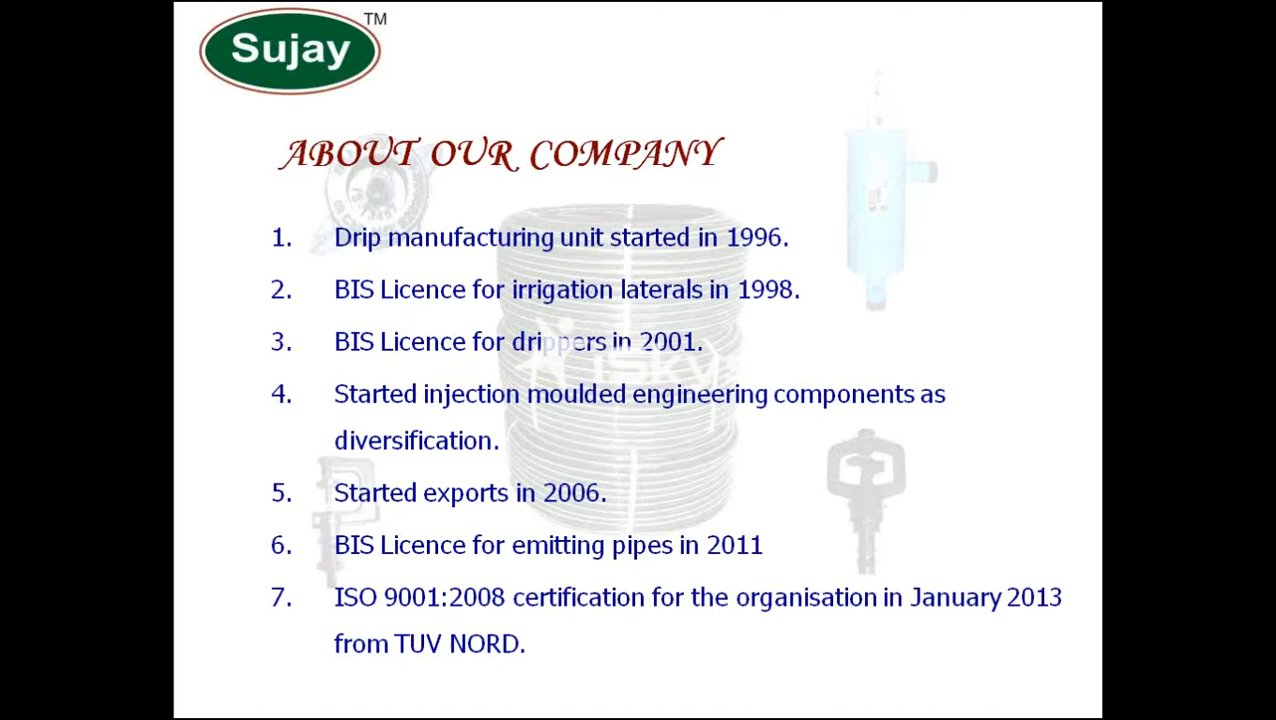 Sujay TM
ABOUT OUR COMPANY
1. Drip manufacturing unit started in 1996.
2. BIS Licence for irrigation laterals in 1998.
3. BIS Licence for drippers in 2001.
4. Started injection moulded engineering components as
diversification.
5. Started exports in 2006.
6. BIS Licence for emitting pipes in 2011
7. ISO 9001:2008 certification for the organisation in January 2013
from TUV NORD.